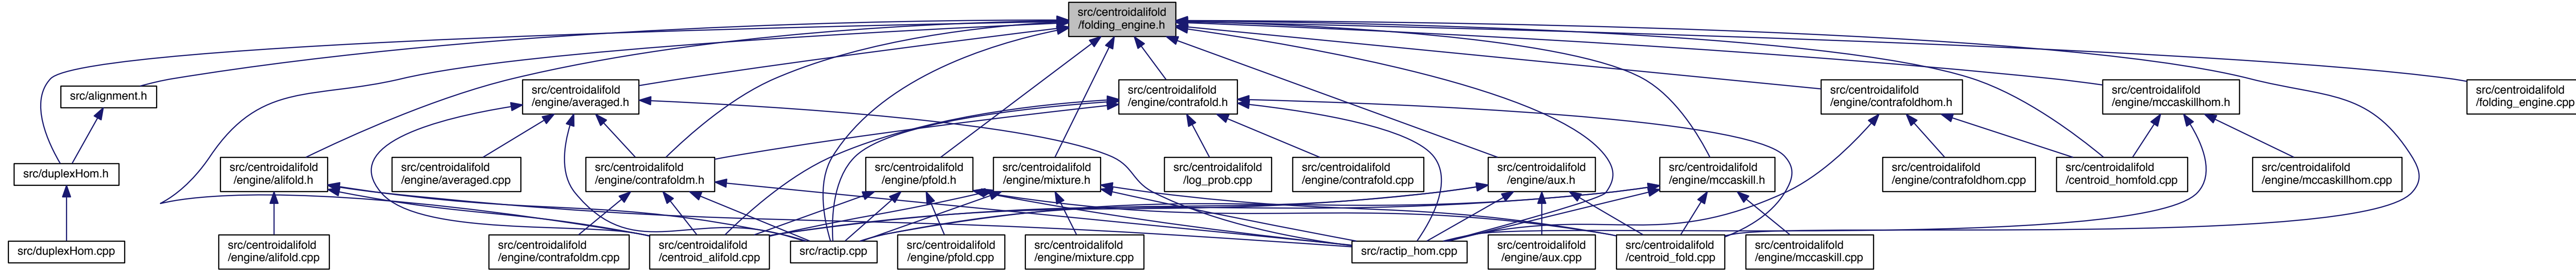 src/centroidalifold
/folding_engine.h
src/alignment.h
src/centroidalifold
/engine/averaged.h
src/centroidalifold
/engine/contrafold.h
src/centroidalifold
/engine/contrafoldhom.h
src/centroidalifold
/engine/mccaskillhom.h
src/centroidalifold
/folding_engine.cpp
src/duplexHom.h
src/centroidalifold
/engine/alifold.h
src/centroidalifold
/engine/averaged.cpp
src/centroidalifold
/engine/contrafoldm.h
src/centroidalifold
/engine/pfold.h
src/centroidalifold
/engine/mixture.h
src/centroidalifold
/log_prob.cpp
src/centroidalifold
/engine/contrafold.cpp
src/centroidalifold
/engine/aux.h
src/centroidalifold
/engine/mccaskill.h
src/centroidalifold
/engine/contrafoldhom.cpp
src/centroidalifold
/centroid_homfold.cpp
src/centroidalifold
/engine/mccaskillhom.cpp
src/duplexHom.cpp
src/centroidalifold
/engine/alifold.cpp
src/centroidalifold
/engine/contrafoldm.cpp
src/centroidalifold
/centroid_alifold.cpp
src/ractip.cpp
src/centroidalifold
/engine/pfold.cpp
src/centroidalifold
/engine/mixture.cpp
src/ractip_hom.cpp
src/centroidalifold
/engine/aux.cpp
src/centroidalifold
/centroid_fold.cpp
src/centroidalifold
/engine/mccaskill.cpp